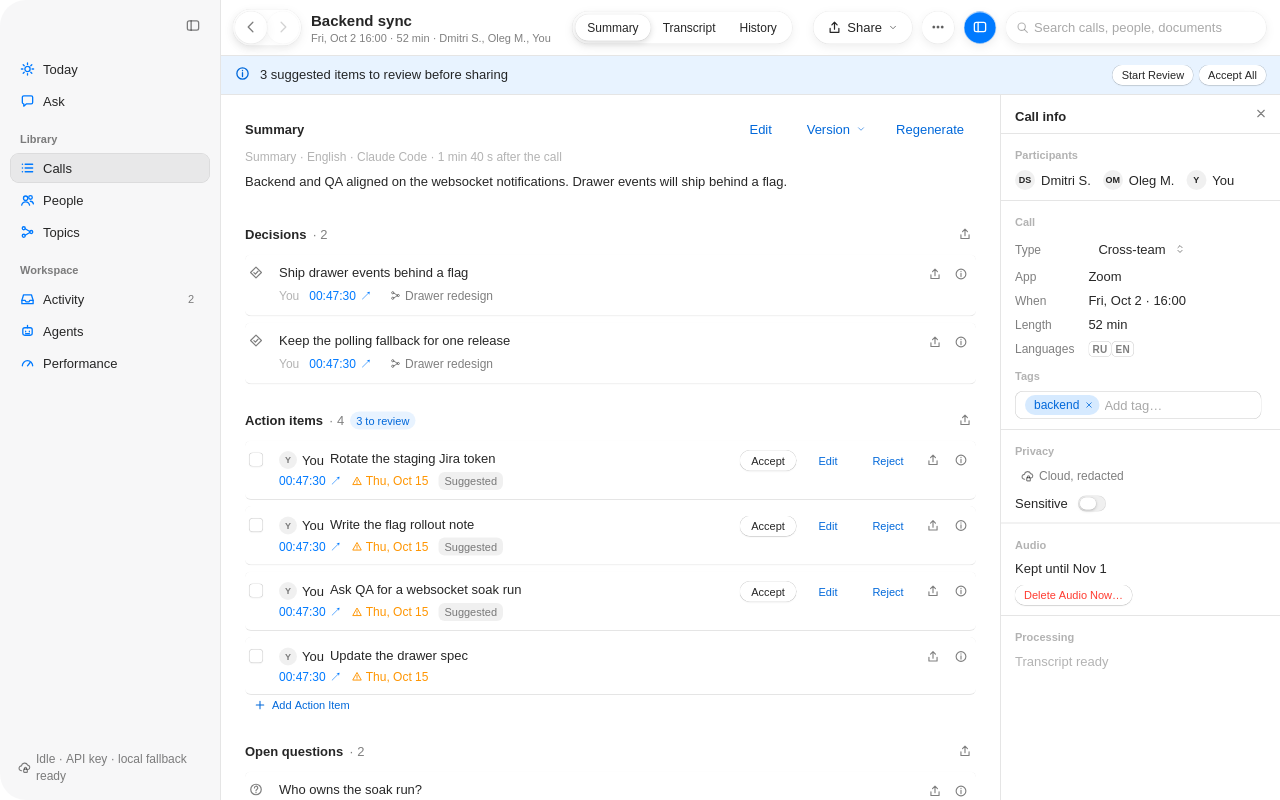 Today
Ask
Library
Calls
People
Topics
Workspace
Activity 2
Agents
Performance
Idle · API key · local fallback
ready
Backend sync
Fri, Oct 2 16:00 · 52 min · Dmitri S., Oleg M., You
Summary Transcript History
Share
Search calls, people, documents
3 suggested items to review before sharing
Start Review Accept All
Summary
Edit Version Regenerate
Summary · English · Claude Code · 1 min 40 s after the call
Backend and QA aligned on the websocket notifications. Drawer events will ship behind a flag.
Decisions · 2
Ship drawer events behind a flag
You 00:47:30 Drawer redesign
Keep the polling fallback for one release
You 00:47:30 Drawer redesign
Action items · 4 3 to review
Y You Rotate the staging Jira token Accept Edit Reject
00:47:30 Thu, Oct 15 Suggested
Y You Write the flag rollout note Accept Edit Reject
00:47:30 Thu, Oct 15 Suggested
Y You Ask QA for a websocket soak run Accept Edit Reject
00:47:30 Thu, Oct 15 Suggested
Y You Update the drawer spec
00:47:30 Thu, Oct 15
Add Action Item
Open questions · 2
Who owns the soak run?
Call info
Participants
DS Dmitri S. OM Oleg M. Y You
Call
Type Cross-team
App Zoom
When Fri, Oct 2 · 16:00
Length 52 min
Languages RU EN
Tags
backend × Add tag…
Privacy
Cloud, redacted
Sensitive
Audio
Kept until Nov 1
Delete Audio Now…
Processing
Transcript ready